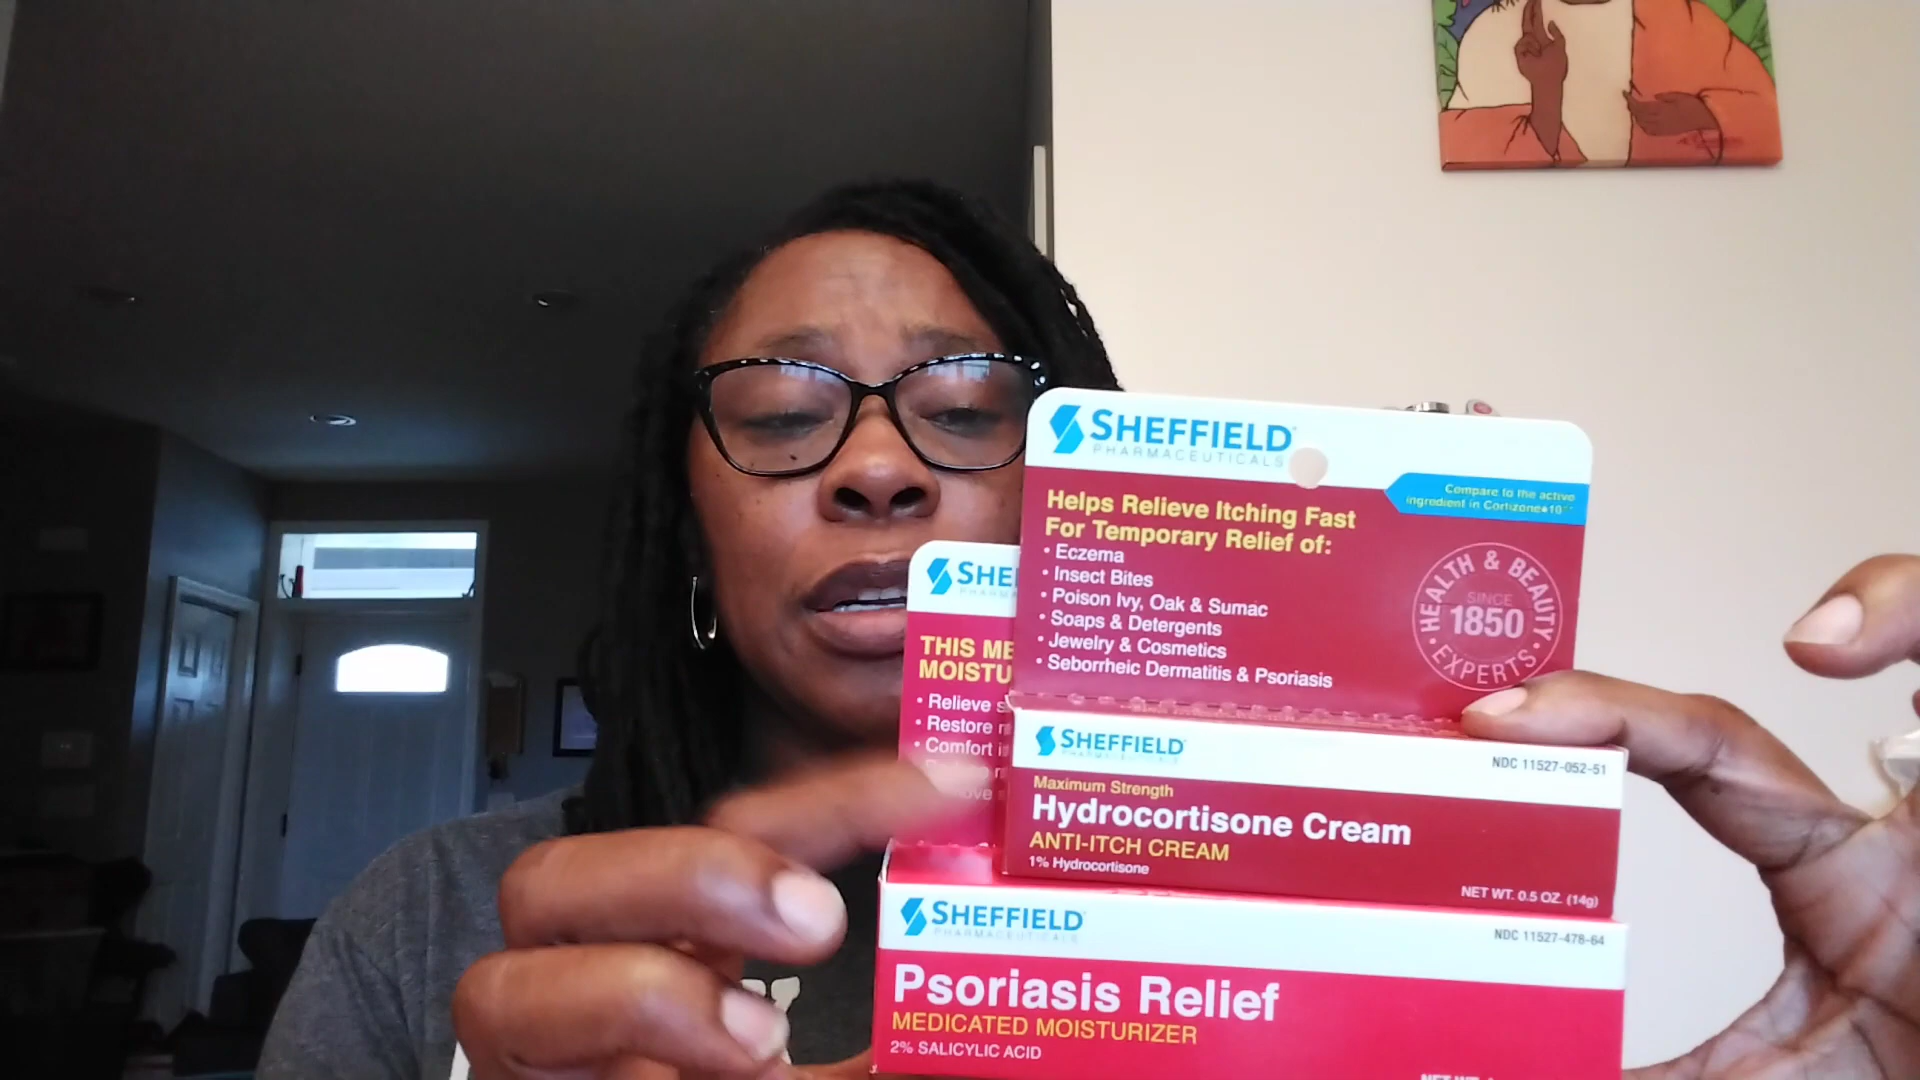 SHEFFIELD
PHARMACEUTICALS
Compare to the active
ingredient in Cortizone•10
Helps Relieve Itching Fast
For Temporary Relief of:
• Eczema
• Insect Bites
• Poison Ivy, Oak & Sumac
• Soaps & Detergents
• Jewelry & Cosmetics
• Seborrheic Dermatitis & Psoriasis
HEALTH & BEAUTY
SINCE
1850
• EXPERTS •
SHEFFIELD
PHARMACEUTICALS
NDC 11527-052-51
Maximum Strength
Hydrocortisone Cream
ANTI-ITCH CREAM
1% Hydrocortisone
NET WT. 0.5 OZ. (14g)
SHE
PHARMA
THIS ME
MOISTU
• Relieve
• Restore
• Comfort
SHEFFIELD
PHARMACEUTICALS
NDC 11527-478-64
Psoriasis Relief
MEDICATED MOISTURIZER
2% SALICYLIC ACID